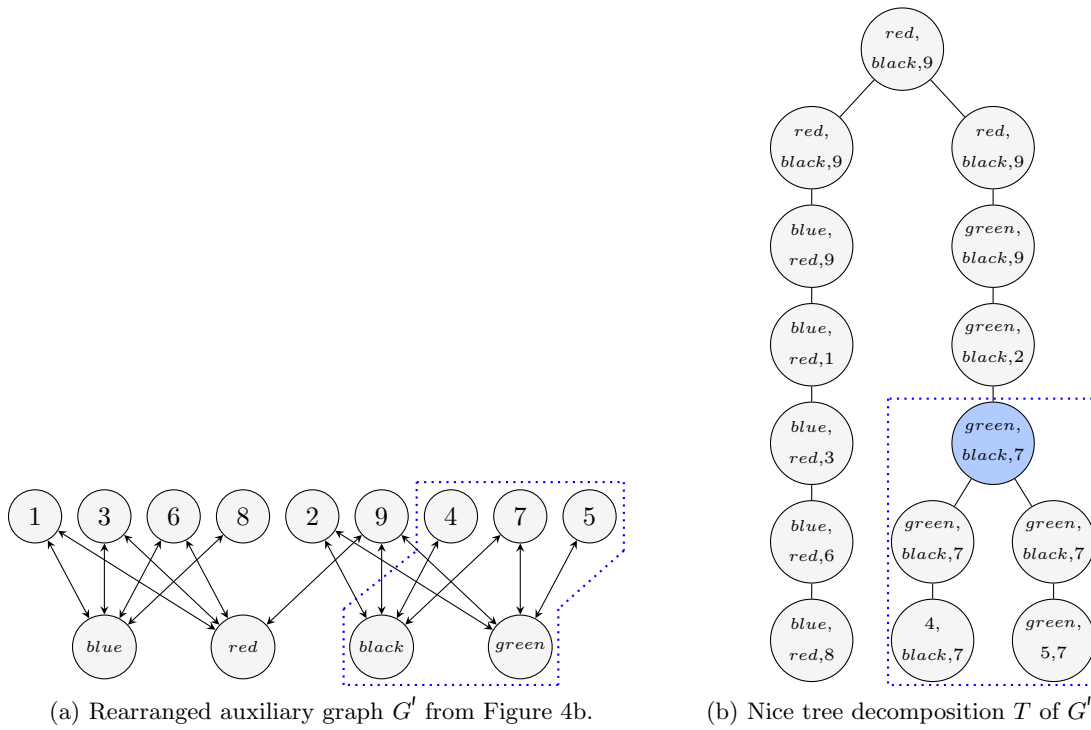 1 3 6 8 2 9 4 7 5
blue red black green
(a) Rearranged auxiliary graph G′ from Figure 4b.
red,
black,9
red,
black,9
red,
black,9
blue,
red,9
green,
black,9
blue,
red,1
green,
black,2
blue,
red,3
green,
black,7
blue,
red,6
green,
black,7
green,
black,7
blue,
red,8
4,
black,7
green,
5,7
(b) Nice tree decomposition T of G′